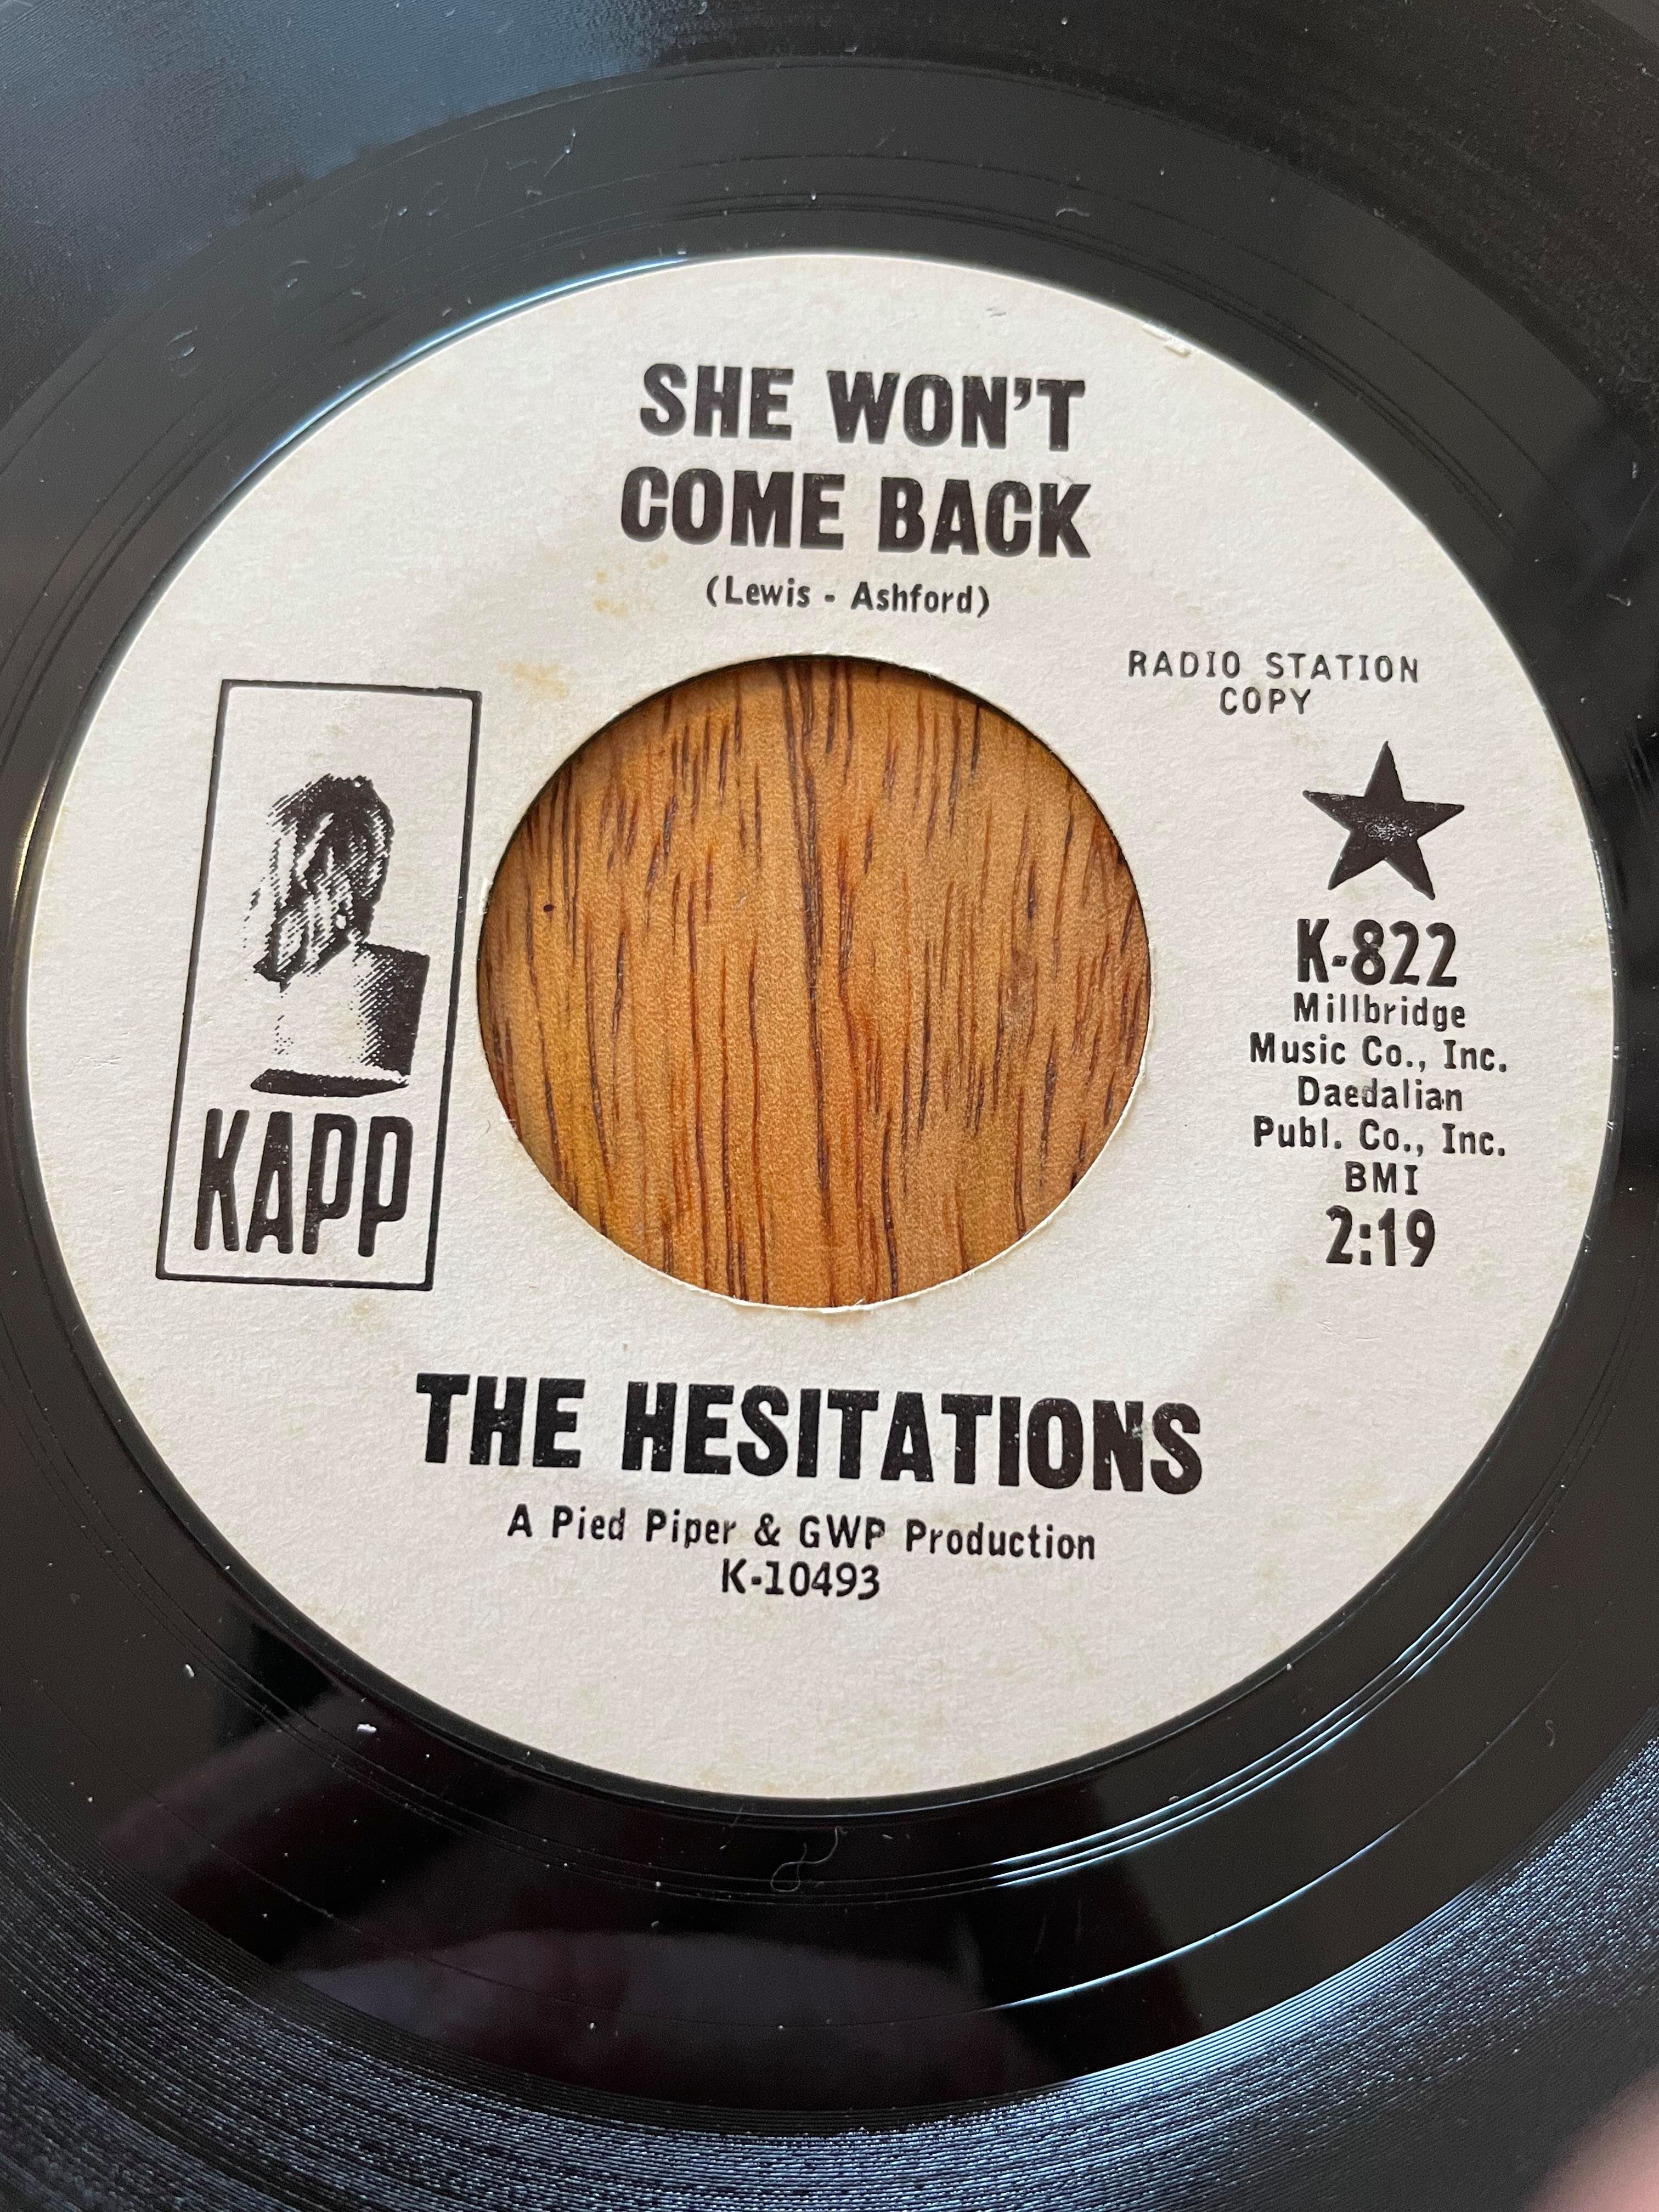 SHE WON'T
COME BACK
(Lewis - Ashford)
RADIO STATION
COPY
K-822
Millbridge
Music Co., Inc.
Daedalian
Publ. Co., Inc.
BMI
2:19
KAPP
THE HESITATIONS
A Pied Piper & GWP Production
K-10493